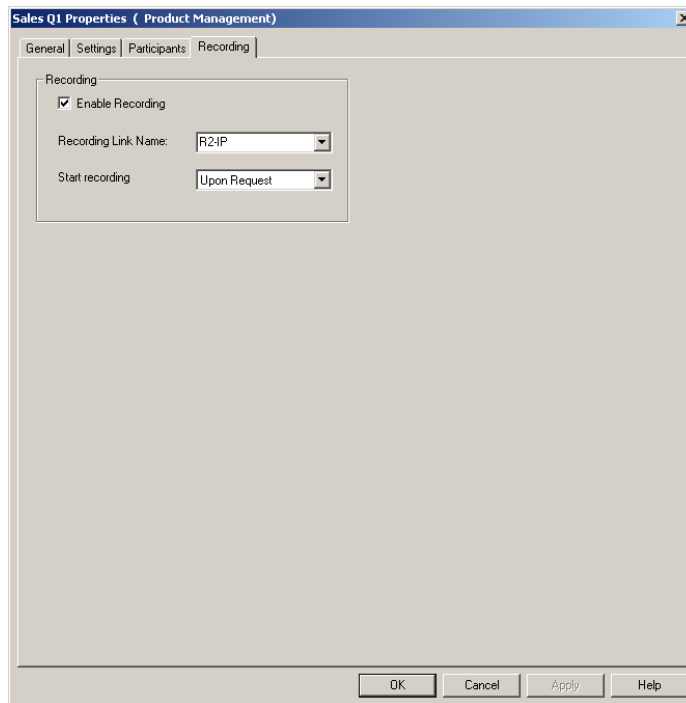 Sales Q1 Properties ( Product Management)
General Settings Participants Recording
Recording
Enable Recording
Recording Link Name: R2-IP
Start recording Upon Request
OK Cancel Apply Help